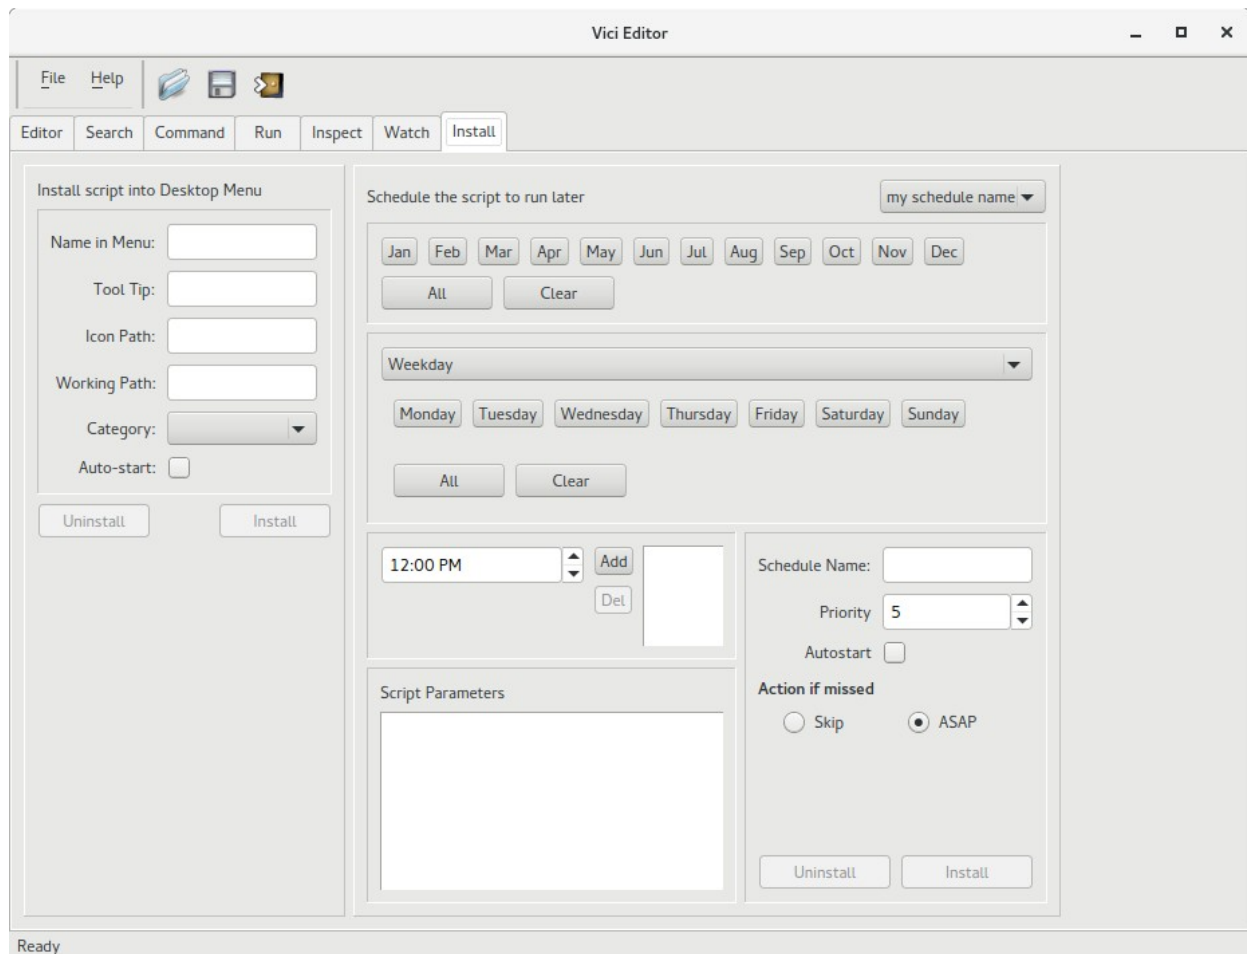 Vici Editor
File Help
Editor Search Command Run Inspect Watch Install
Install script into Desktop Menu
Name in Menu:
Tool Tip:
Icon Path:
Working Path:
Category:
Auto-start:
Uninstall Install
Schedule the script to run later my schedule name
Jan Feb Mar Apr May Jun Jul Aug Sep Oct Nov Dec
All Clear
Weekday
Monday Tuesday Wednesday Thursday Friday Saturday Sunday
All Clear
12:00 PM Add
Del
Script Parameters
Schedule Name:
Priority 5
Autostart
Action if missed
Skip ASAP
Uninstall Install
Ready